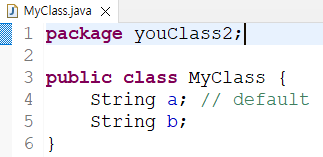 MyClass.java
1 package youClass2;
2
3 public class MyClass {
4     String a; // default
5     String b;
6 }